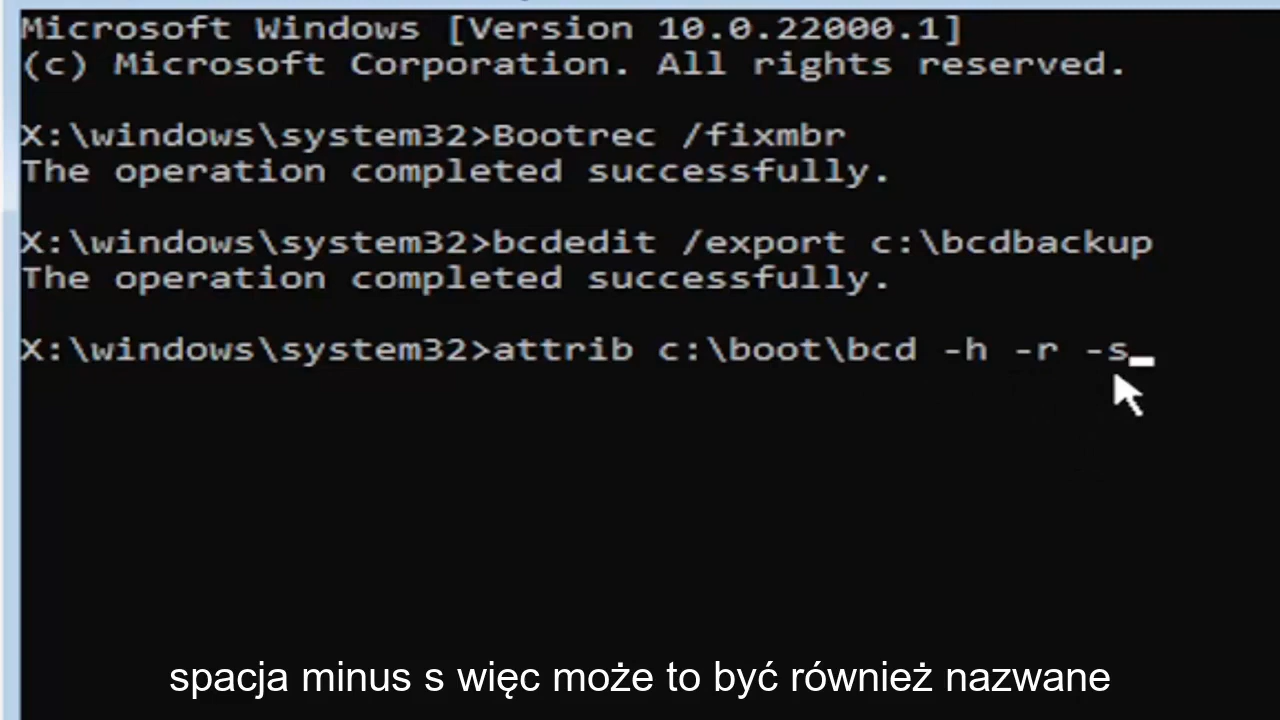 Microsoft Windows [Version 10.0.22000.1]
(c) Microsoft Corporation. All rights reserved.
X:\windows\system32>Bootrec /fixmbr
The operation completed successfully.
X:\windows\system32>bcdedit /export c:\bcdbackup
The operation completed successfully.
X:\windows\system32>attrib c:\boot\bcd -h -r -s_
spacja minus s więc może to być również nazwane